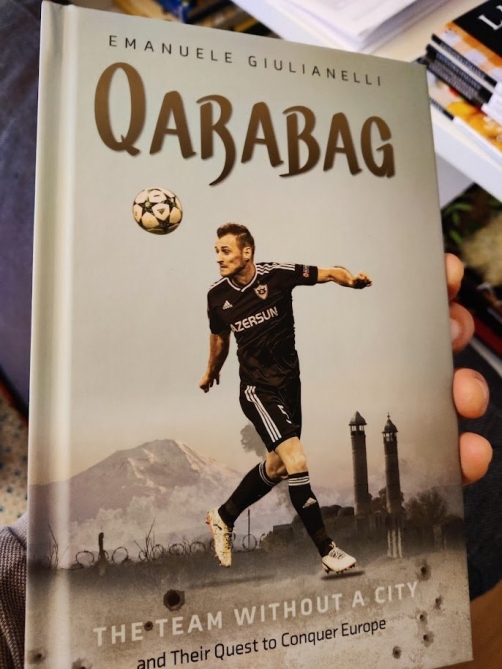 EMANUELE GIULIANELLI
QARABAG
AZERSUN
THE TEAM WITHOUT A CITY
and Their Quest to Conquer Europe